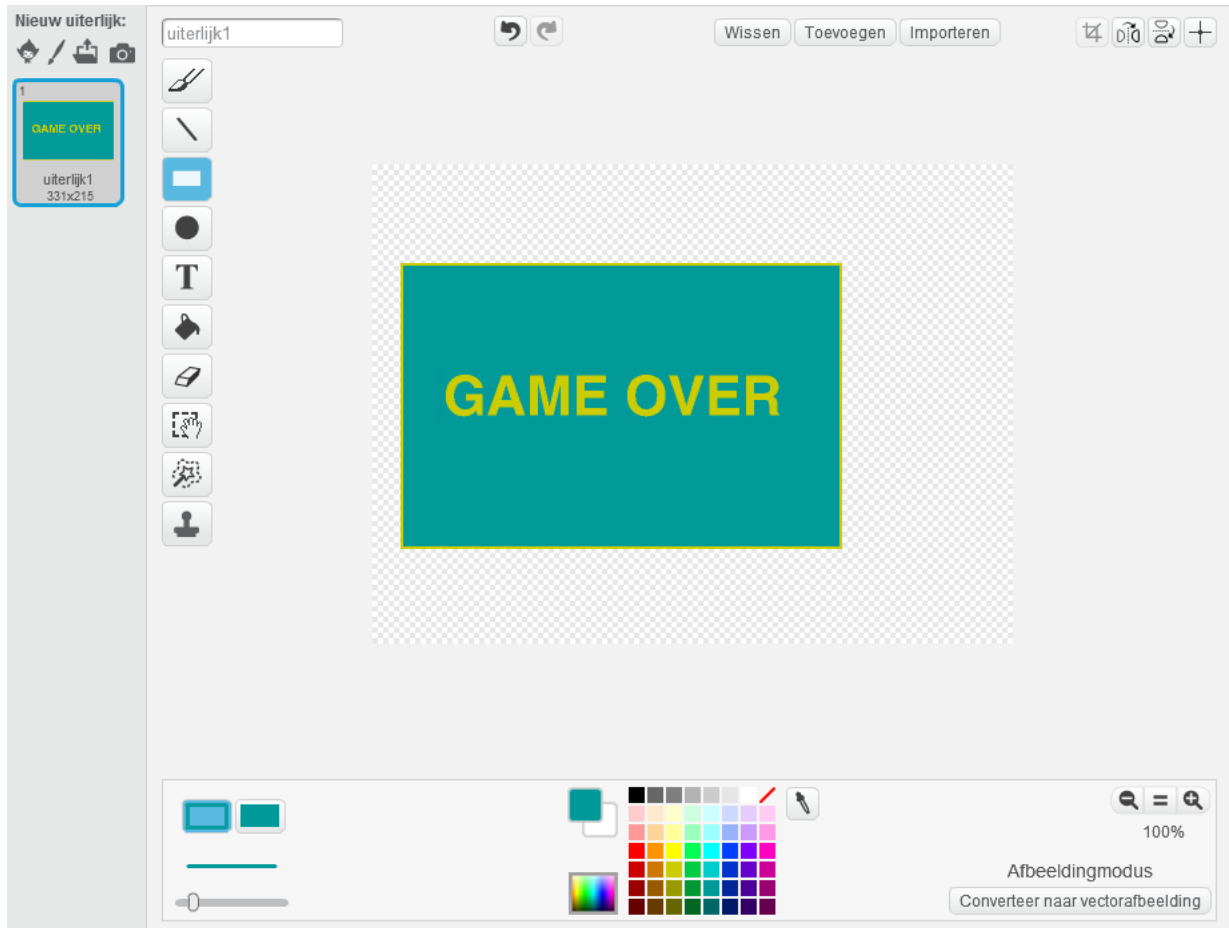 Nieuw uiterlijk:
uiterlijk1
Wissen Toevoegen Importeren
1
GAME OVER
uiterlijk1
331x215
T
GAME OVER
100%
Afbeeldingmodus
Converteer naar vectorafbeelding